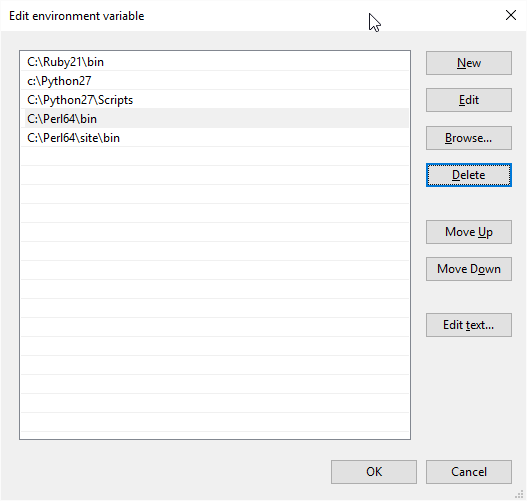 Edit environment variable
C:\Ruby21\bin
c:\Python27
C:\Python27\Scripts
C:\Perl64\bin
C:\Perl64\site\bin
New
Edit
Browse...
Delete
Move Up
Move Down
Edit text...
OK
Cancel